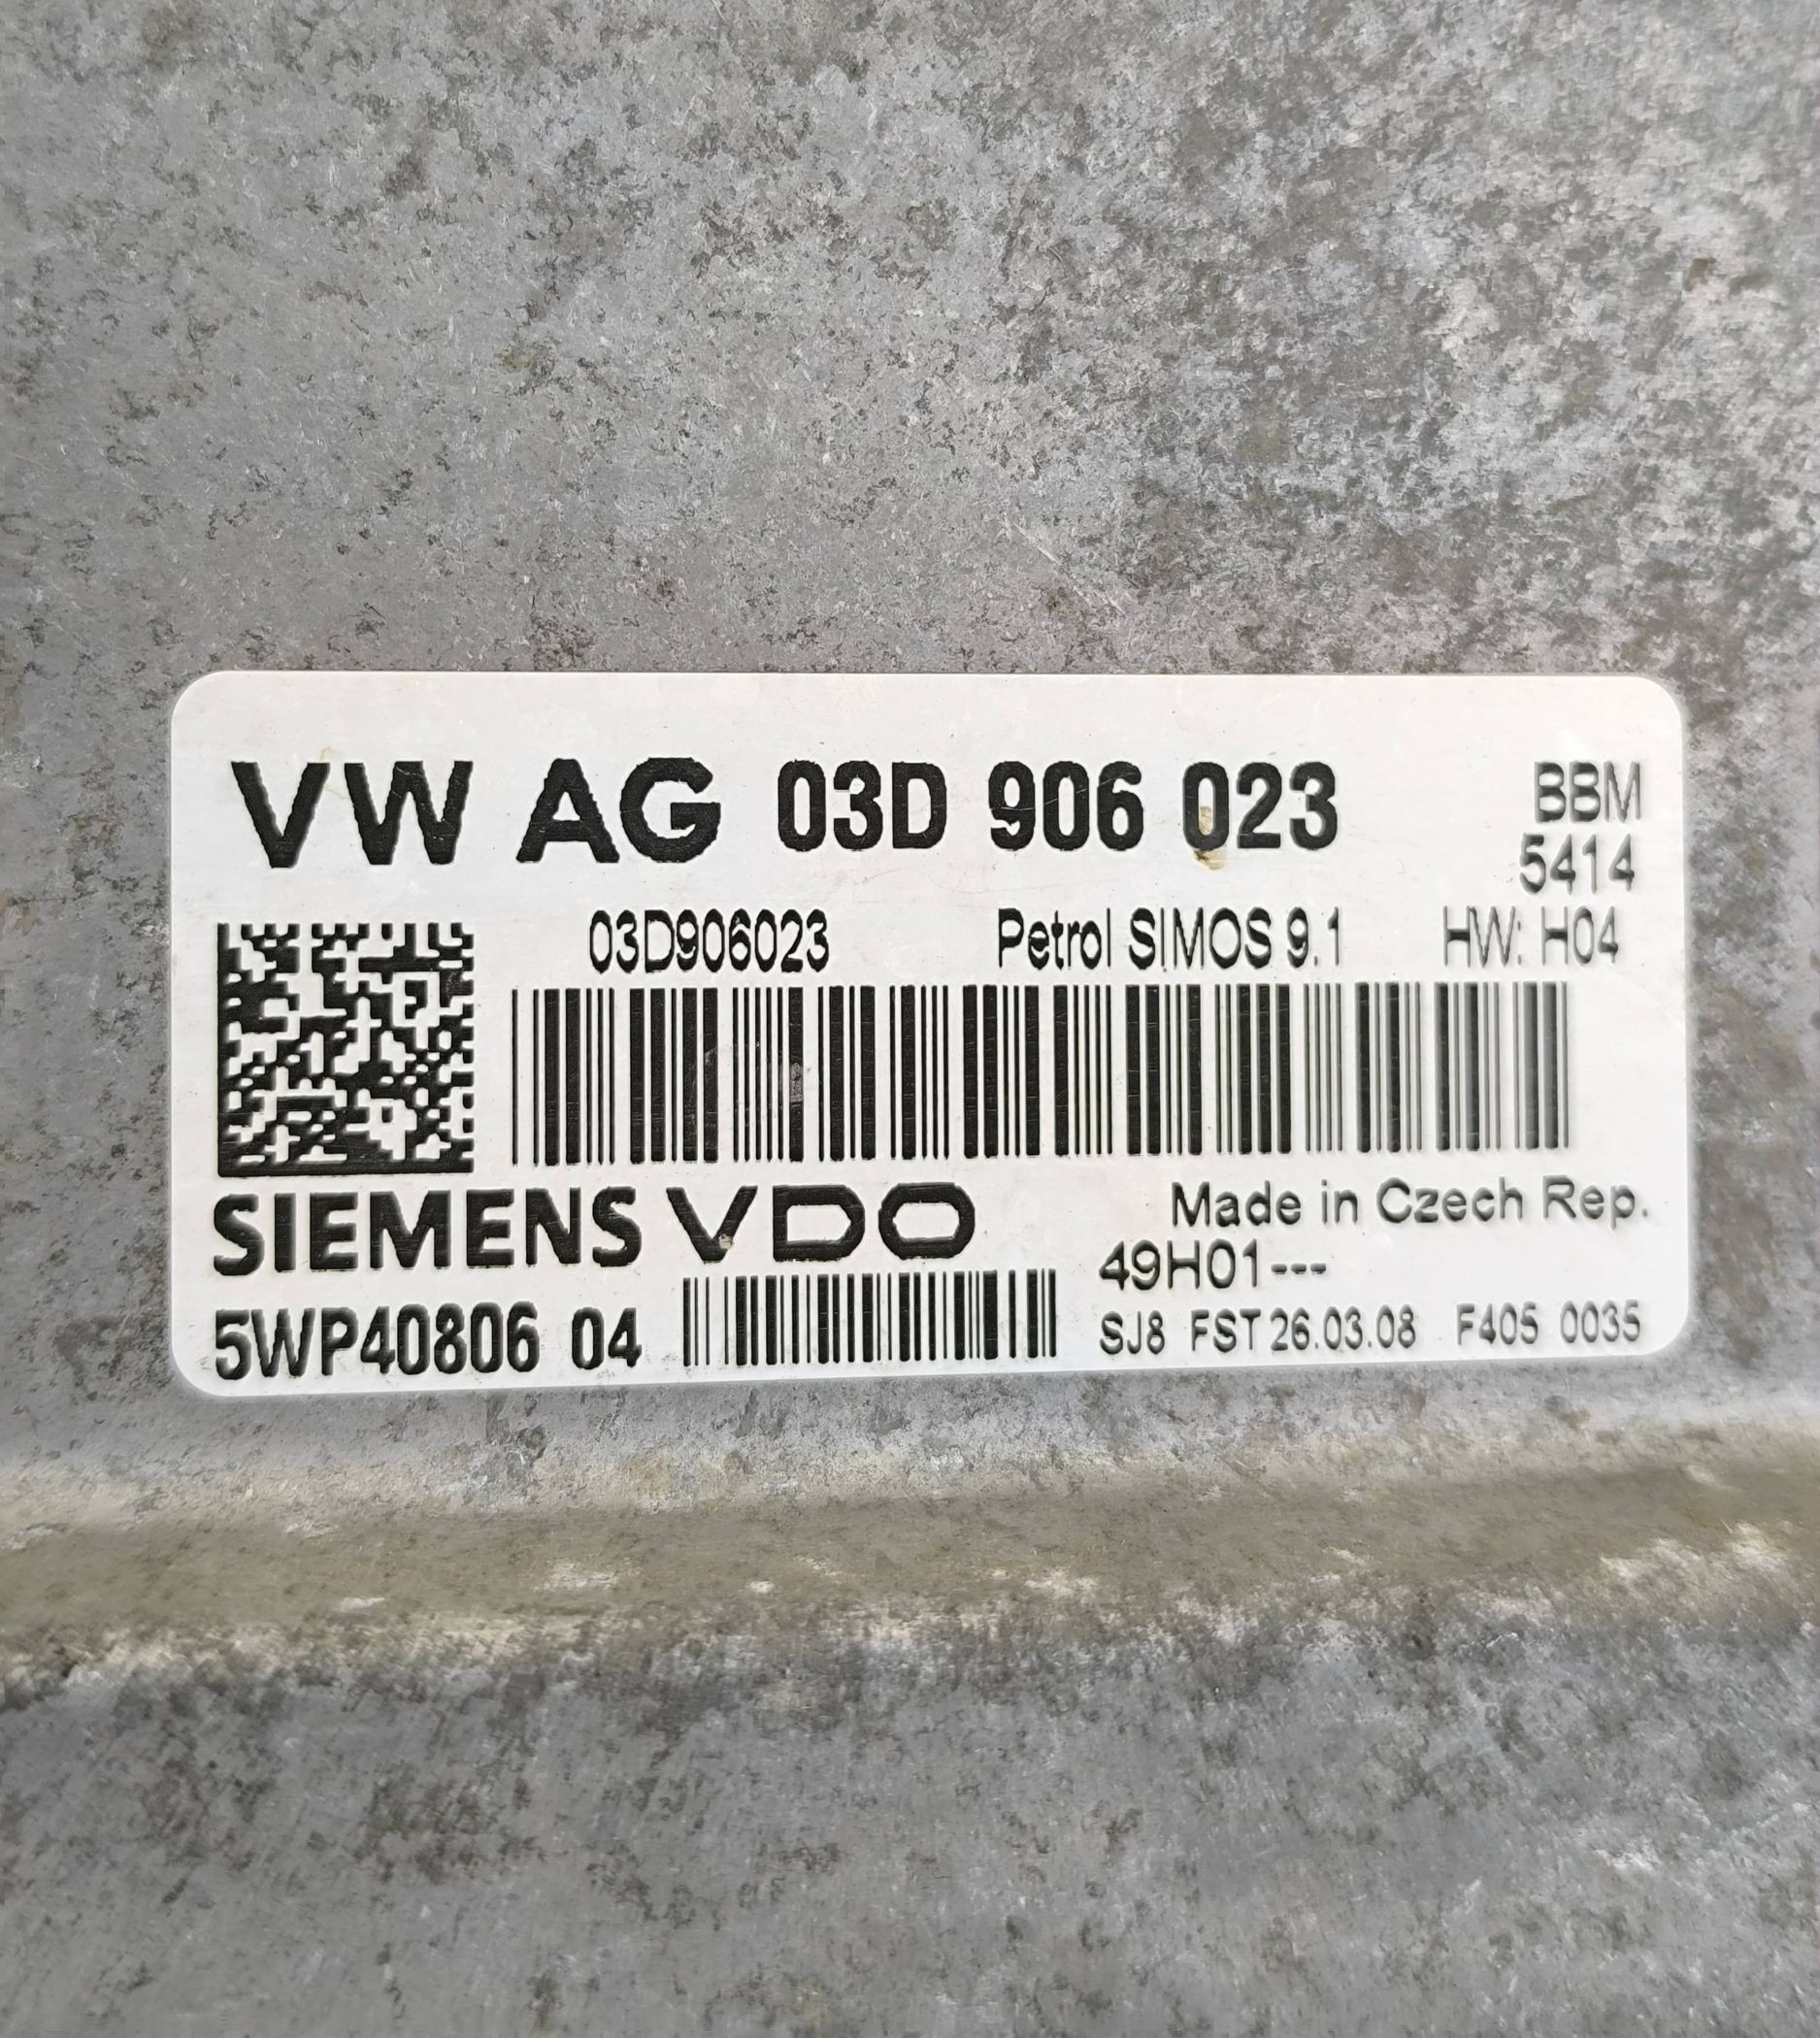 VW AG 03D 906 023 BBM
5414
03D906023 Petrol SIMOS 9.1 HW: H04
SIEMENS VDO Made in Czech Rep.
49H01---
5WP40806 04 SJ8 FST 26.03.08 F405 0035